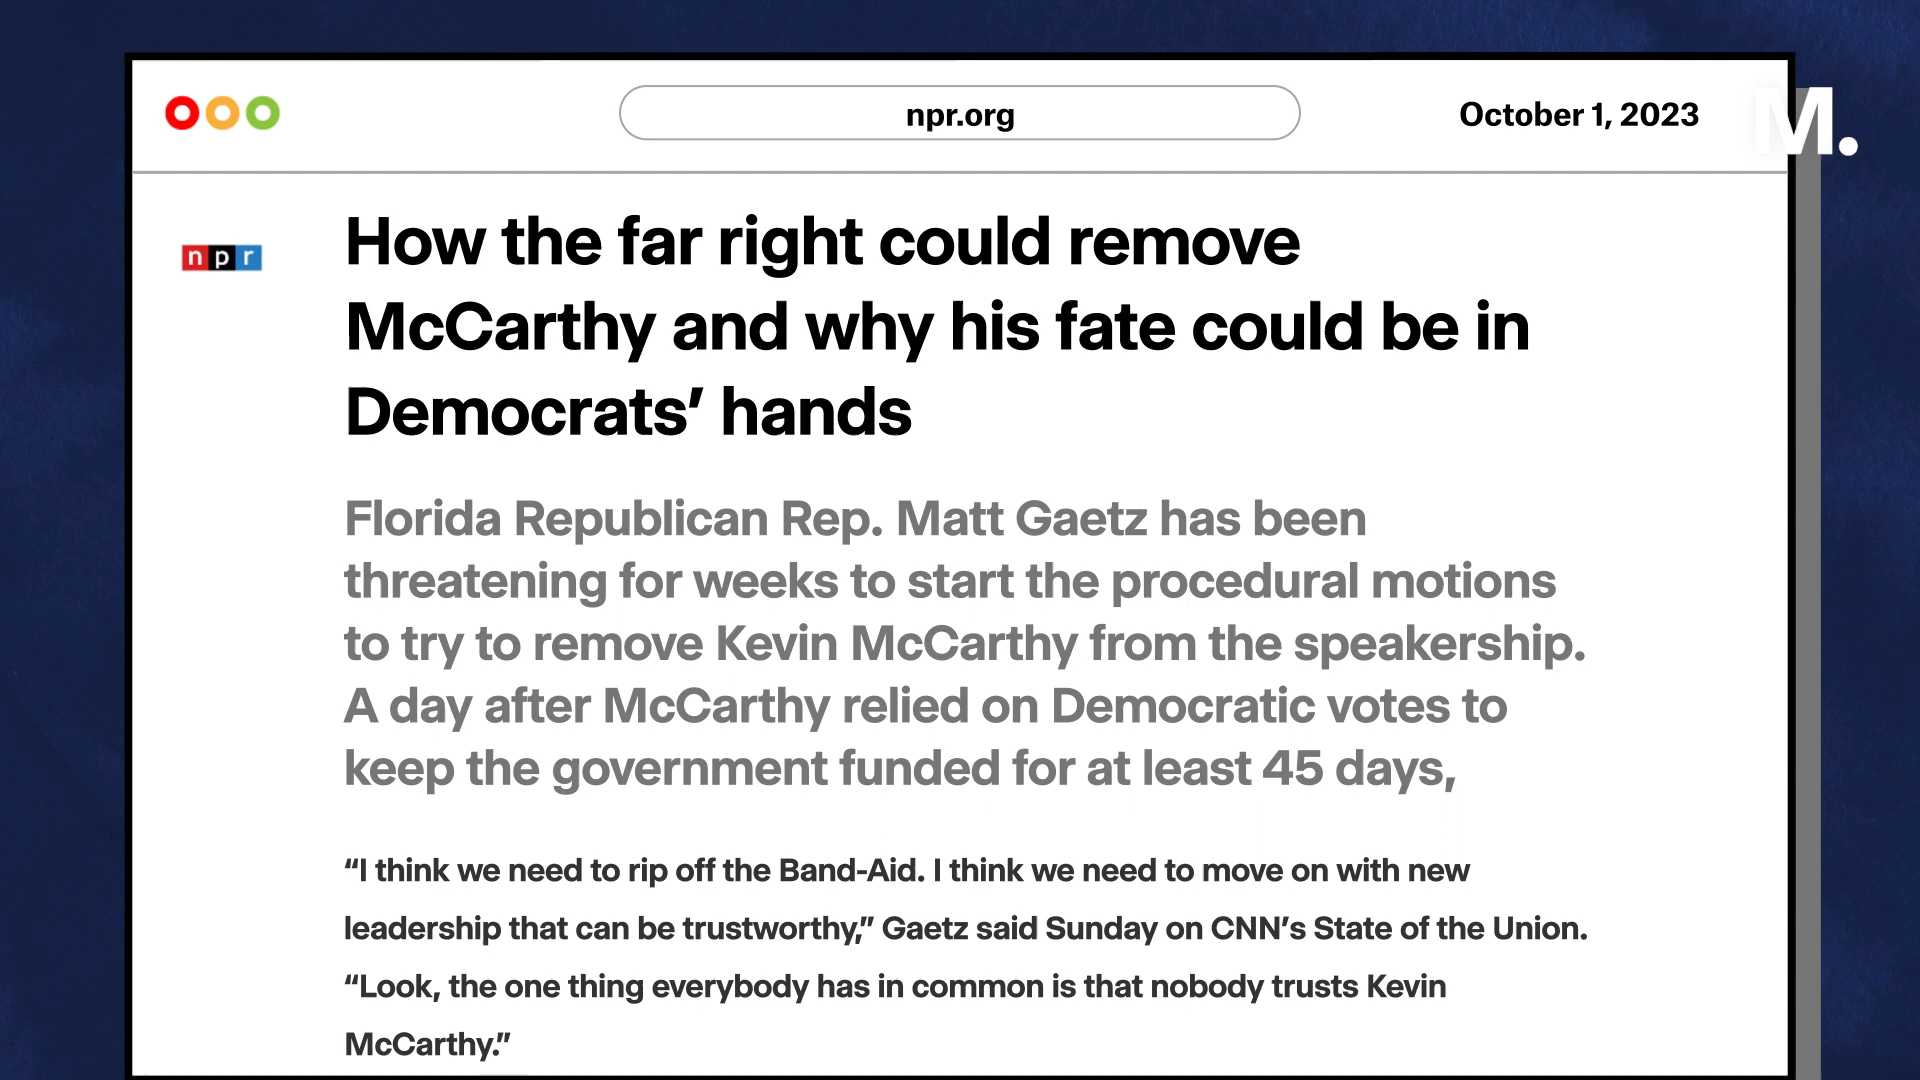 npr.org
October 1, 2023
M.
npr
How the far right could remove
McCarthy and why his fate could be in
Democrats’ hands
Florida Republican Rep. Matt Gaetz has been
threatening for weeks to start the procedural motions
to try to remove Kevin McCarthy from the speakership.
A day after McCarthy relied on Democratic votes to
keep the government funded for at least 45 days,
“I think we need to rip off the Band-Aid. I think we need to move on with new
leadership that can be trustworthy,” Gaetz said Sunday on CNN’s State of the Union.
“Look, the one thing everybody has in common is that nobody trusts Kevin
McCarthy.”